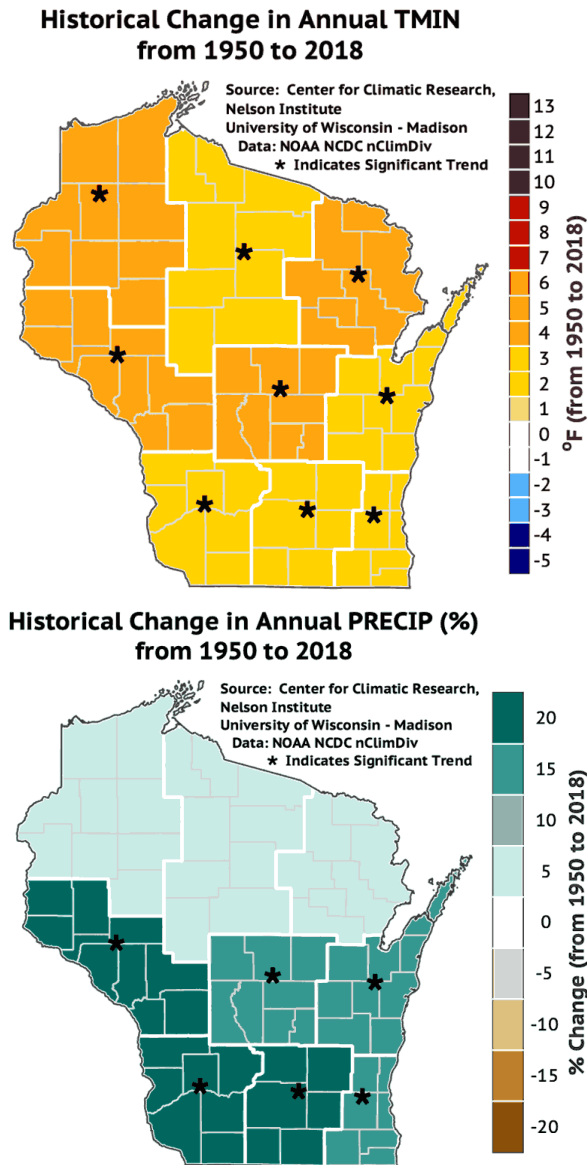 Historical Change in Annual TMIN
from 1950 to 2018
Source: Center for Climatic Research,
Nelson Institute
University of Wisconsin - Madison
Data: NOAA NCDC nClimDiv
* Indicates Significant Trend
13
12
11
10
9
8
7
6
5
4
3
2
1
0
-1
-2
-3
-4
-5
°F (from 1950 to 2018)
Historical Change in Annual PRECIP (%)
from 1950 to 2018
Source: Center for Climatic Research,
Nelson Institute
University of Wisconsin - Madison
Data: NOAA NCDC nClimDiv
* Indicates Significant Trend
20
15
10
5
0
-5
-10
-15
-20
% Change (from 1950 to 2018)